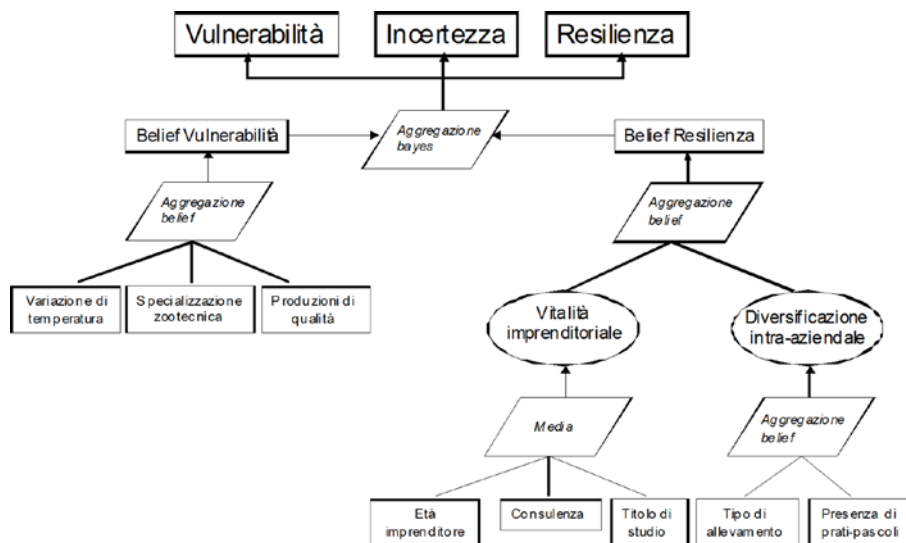 Vulnerabilità
Incertezza
Resilienza
Belief Vulnerabilità
Aggregazione
bayes
Belief Resilienza
Aggregazione
belief
Aggregazione
belief
Variazione di
temperatura
Specializzazione
zootecnica
Produzioni di
qualità
Vitalità
imprenditoriale
Diversificazione
intra-aziendale
Media
Aggregazione
belief
Età
imprenditore
Consulenza
Titolo di
studio
Tipo di
allevamento
Presenza di
prati-pascoli